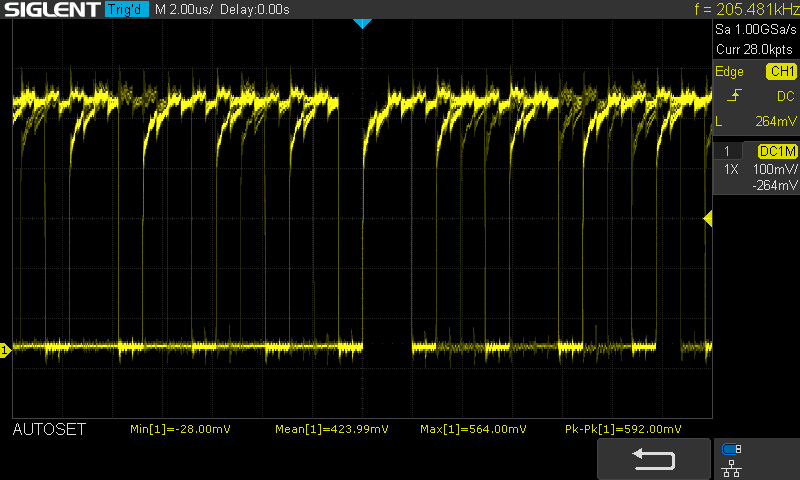 SIGLENT Trig'd M 2.00us/ Delay:0.00s f = 205.481kHz
Sa 1.00GSa/s
Curr 28.0kpts
Edge CH1
DC
L 264mV
1 DC1M
1X 100mV/
-264mV
1
AUTOSET Min[1]=-28.00mV Mean[1]=423.99mV Max[1]=564.00mV Pk-Pk[1]=592.00mV